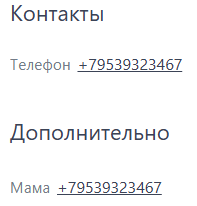 Контакты
Телефон +79539323467
Дополнительно
Мама +79539323467